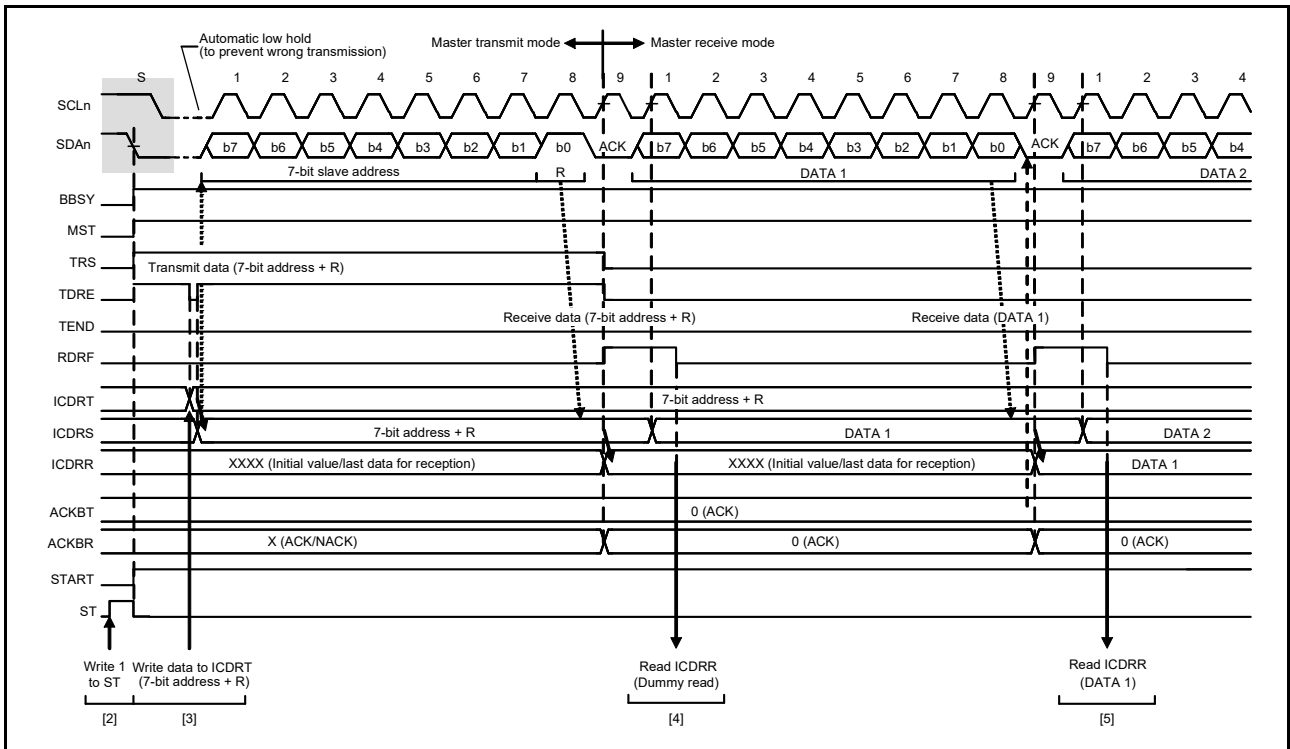 Automatic low hold
(to prevent wrong transmission)
Master transmit mode
Master receive mode
S 1 2 3 4 5 6 7 8 9 1 2 3 4 5 6 7 8 9 1 2 3 4
SCLn
SDAn b7 b6 b5 b4 b3 b2 b1 b0 ACK b7 b6 b5 b4 b3 b2 b1 b0 ACK b7 b6 b5 b4
7-bit slave address R DATA 1 DATA 2
BBSY
MST
TRS Transmit data (7-bit address + R)
TDRE
TEND Receive data (7-bit address + R) Receive data (DATA 1)
RDRF
ICDRT 7-bit address + R
ICDRS 7-bit address + R DATA 1 DATA 2
ICDRR XXXX (Initial value/last data for reception) XXXX (Initial value/last data for reception) DATA 1
ACKBT 0 (ACK)
ACKBR X (ACK/NACK) 0 (ACK) 0 (ACK)
START
ST
Write 1
to ST
Write data to ICDRT
(7-bit address + R)
Read ICDRR
(Dummy read)
Read ICDRR
(DATA 1)
[2] [3] [4] [5]